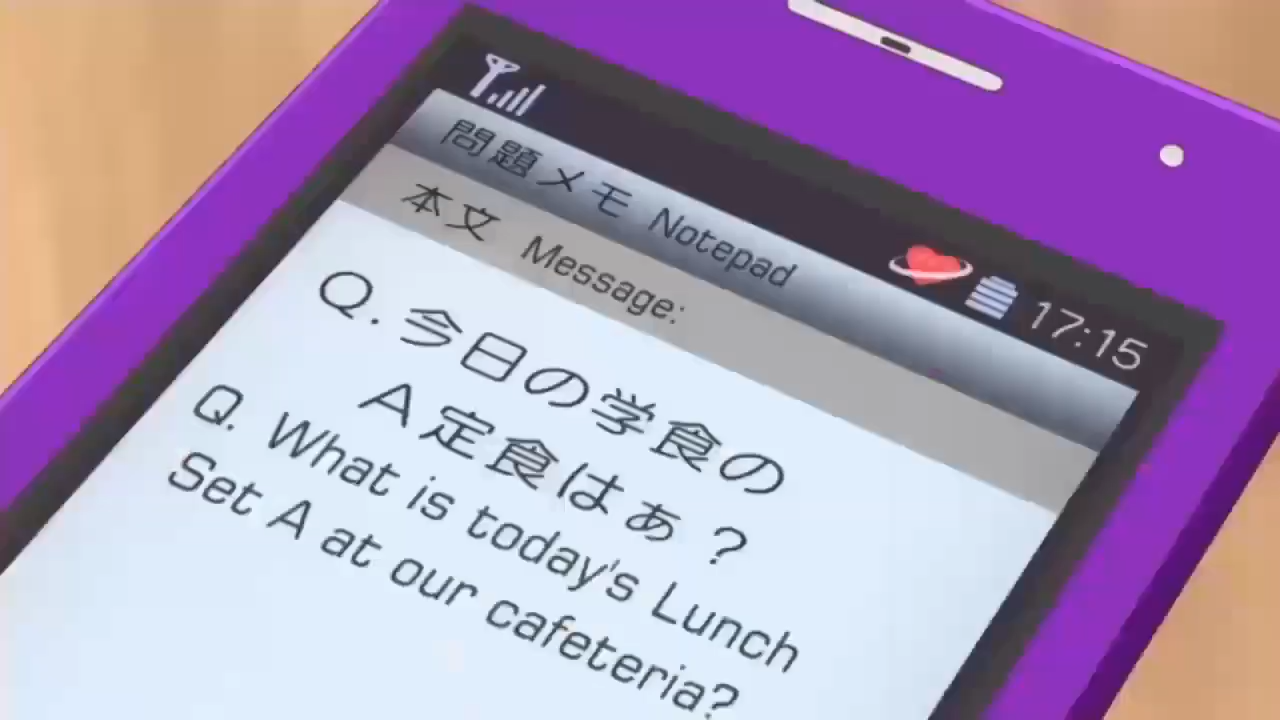 17:15
問題メモ Notepad
本文 Message:
Q. 今日の学食の
A定食はぁ？
Q. What is today's Lunch
Set A at our cafeteria?